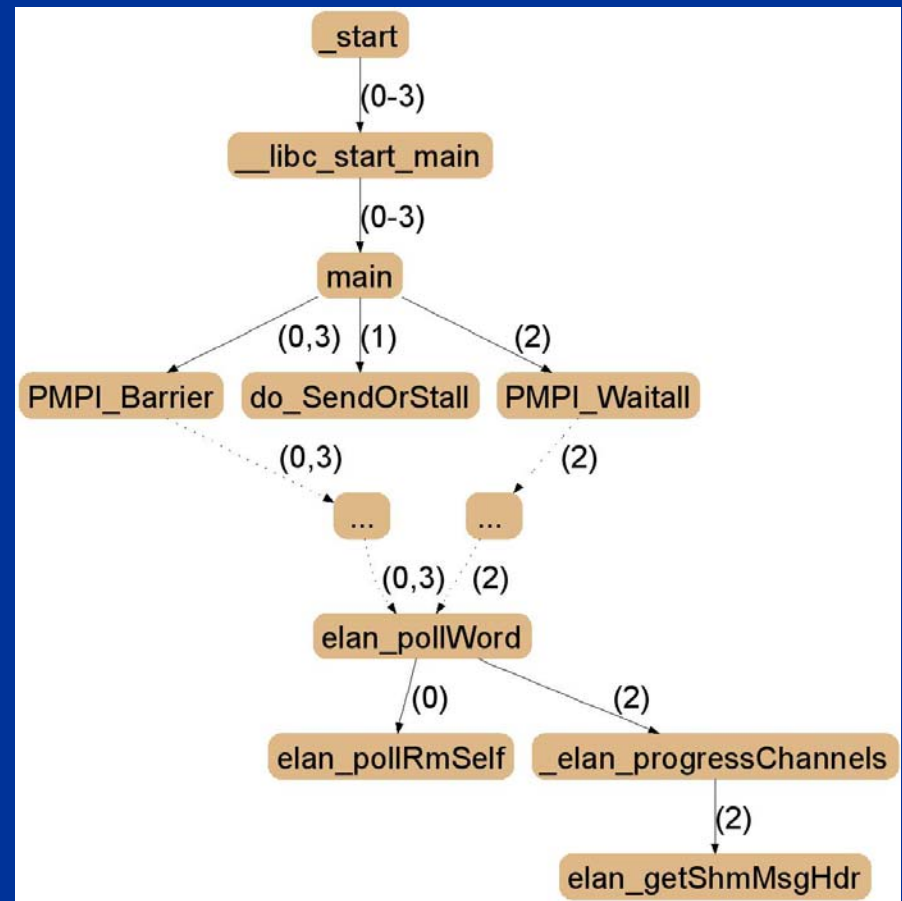 _start
(0-3)
__libc_start_main
(0-3)
main
(0,3) (1) (2)
PMPI_Barrier do_SendOrStall PMPI_Waitall
(0,3) (2)
... ...
(0,3) (2)
elan_pollWord
(0) (2)
elan_pollRmSelf _elan_progressChannels
(2)
elan_getShmMsgHdr